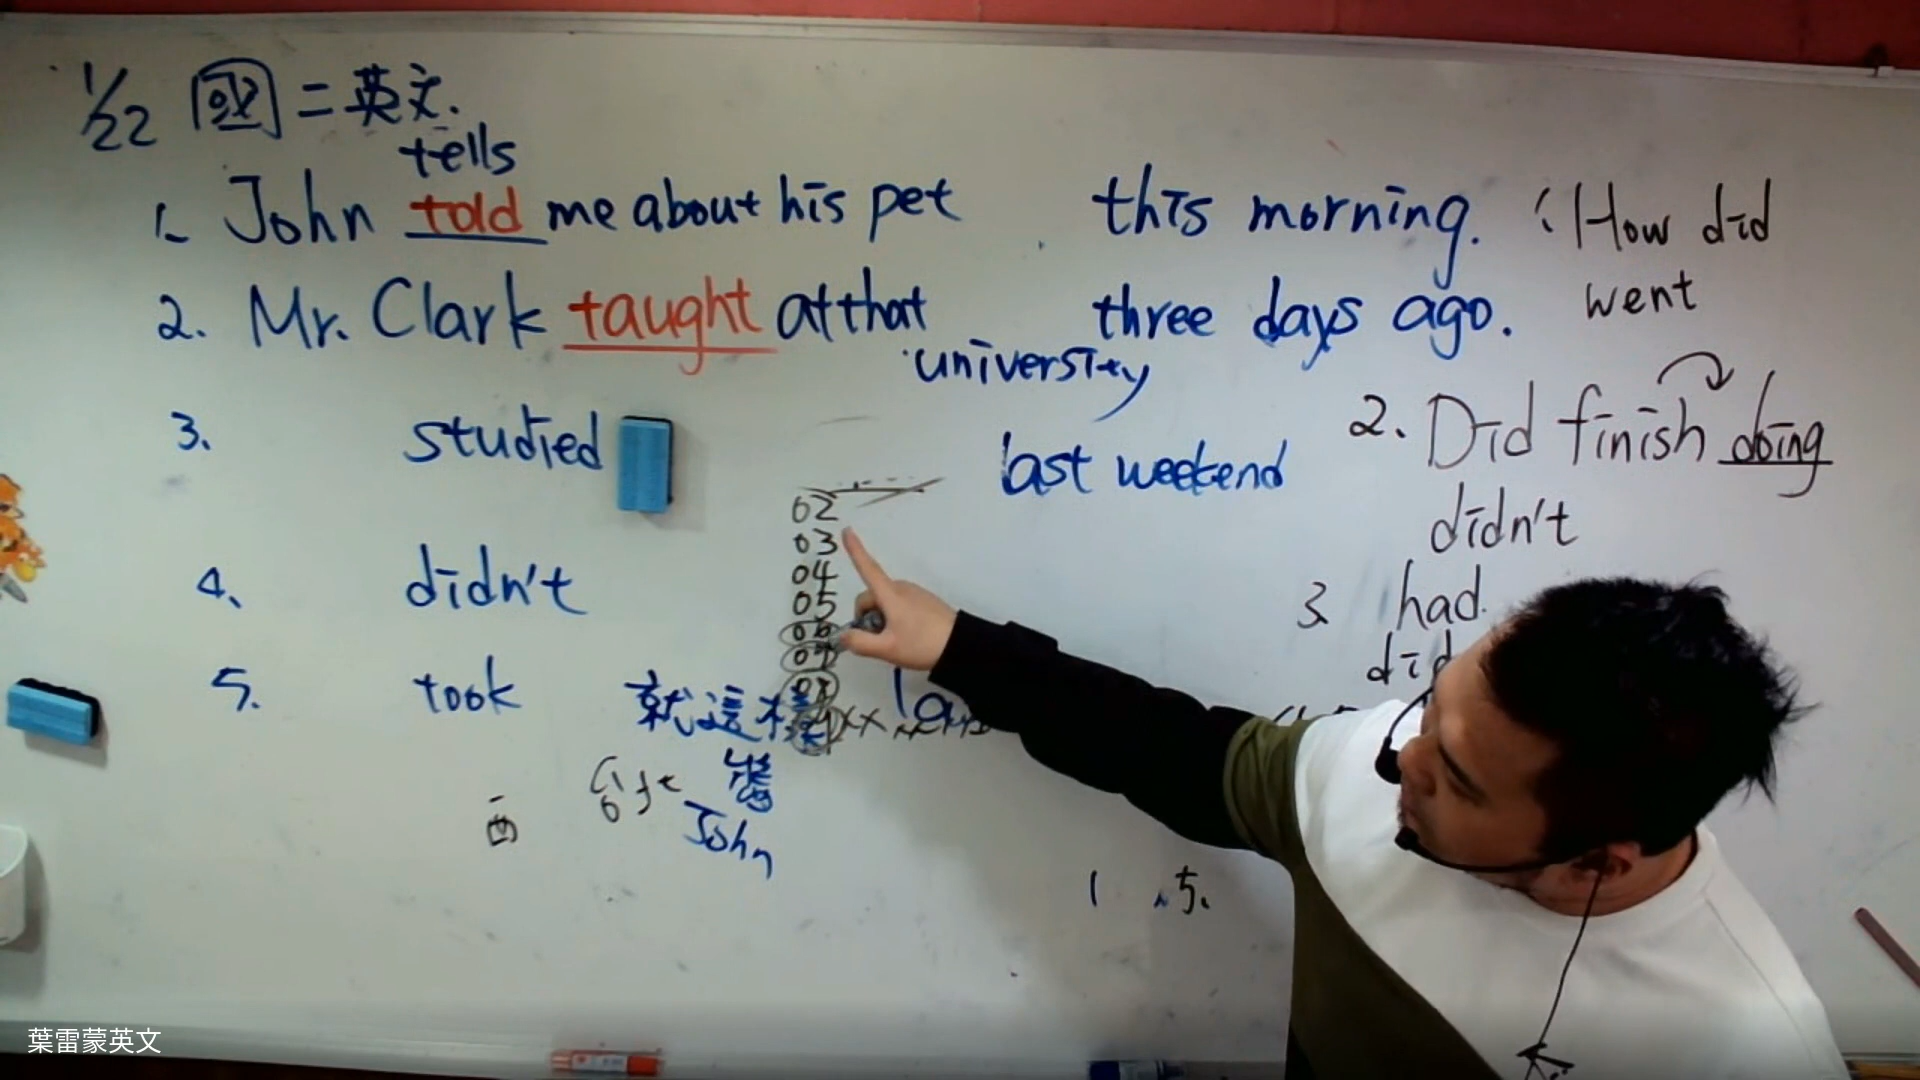 1/22 國二英文.
tells
1. John told me about his pet this morning.
2. Mr. Clark taught at that university three days ago.
3. studied last weekend
4. didn't
5. took 就這樣
John
02
03
04
05
06
07
08
How did
went
2. Did finish doing
didn't
3. had
葉雷蒙英文